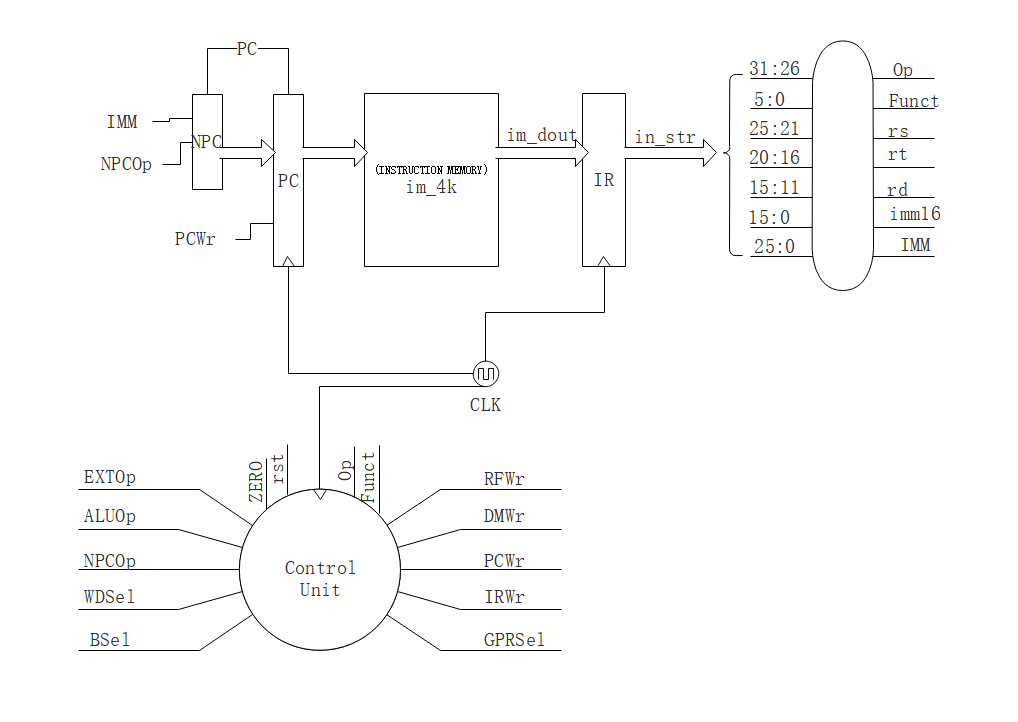 PC
IMM
NPCOp
NPC
PCWr
PC
(INSTRUCTION MEMORY)
im_4k
im_dout
IR
in_str
31:26
5:0
25:21
20:16
15:11
15:0
25:0
Op
Funct
rs
rt
rd
imm16
IMM
CLK
ZERO
rst
Op
Funct
EXTOp
ALUOp
NPCOp
WDSel
BSel
Control
Unit
RFWr
DMWr
PCWr
IRWr
GPRSel